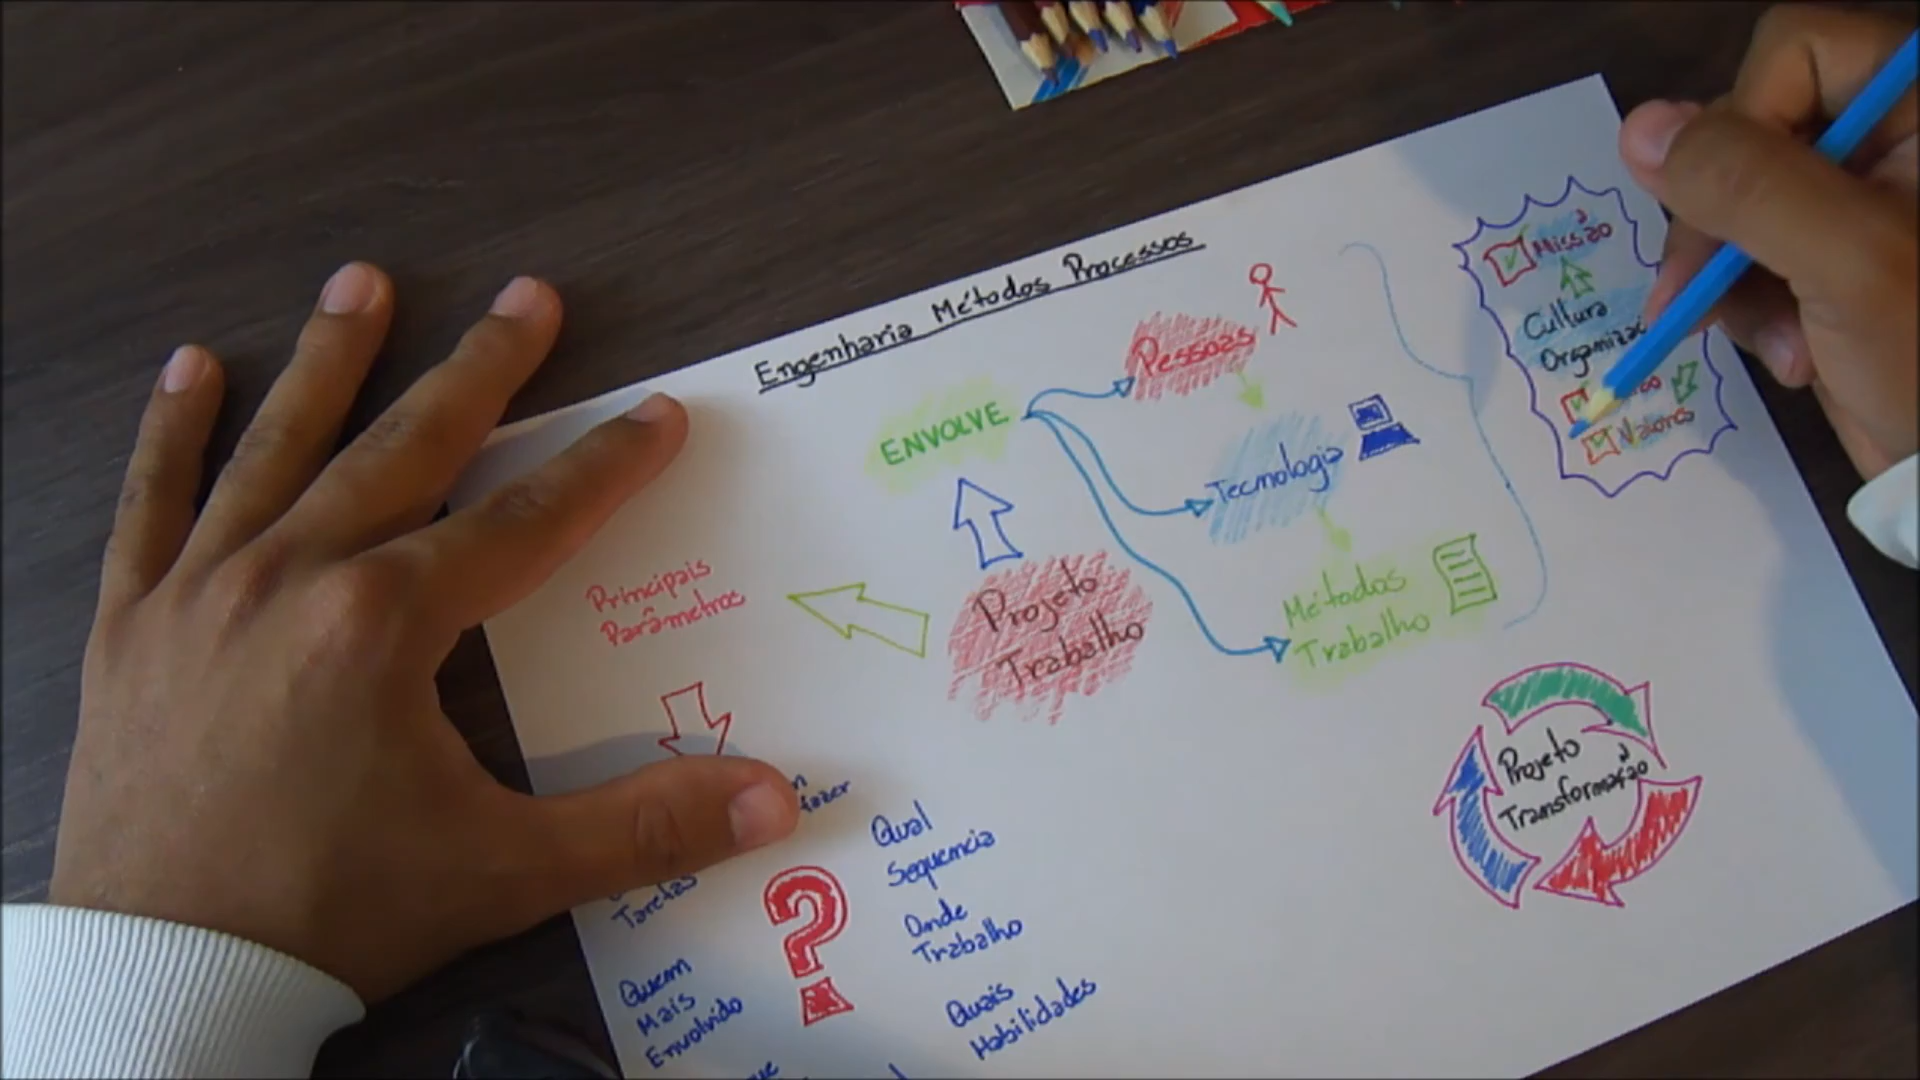 Engenharia Métodos Processos
ENVOLVE
Pessoas
Tecnologia
Métodos
Trabalho
Missão
Cultura
Valores
Projeto
Trabalho
Principais
Parâmetros
fazer
Tarefas
Quem
Mais
Envolvido
?
Qual
Sequencia
Onde
Trabalho
Quais
Habilidades
Projeto
Transformação